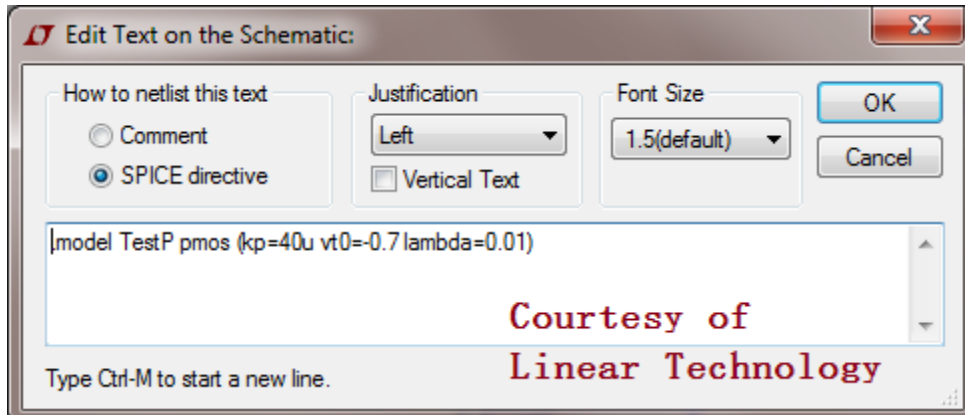 Edit Text on the Schematic:
How to netlist this text
Comment
SPICE directive
Justification
Left
Vertical Text
Font Size
1.5(default)
OK
Cancel
.model TestP pmos (kp=40u vt0=-0.7 lambda=0.01)
Courtesy of
Linear Technology
Type Ctrl-M to start a new line.